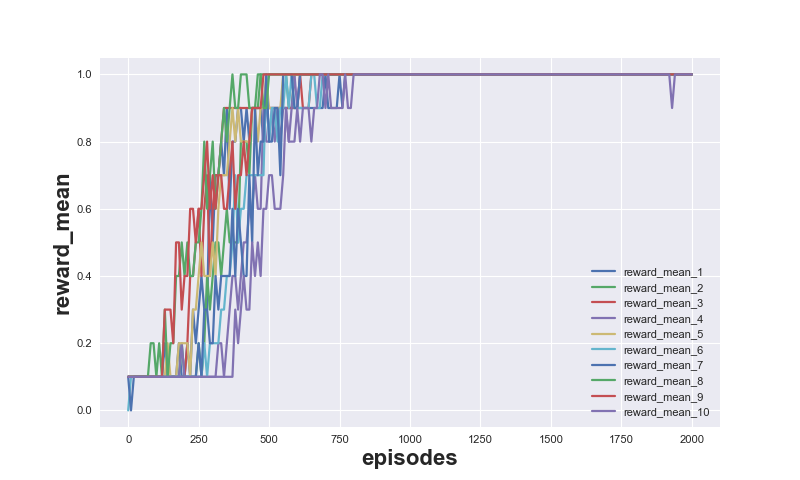 1.0
0.8
0.6
0.4
0.2
0.0
reward_mean
reward_mean_1
reward_mean_2
reward_mean_3
reward_mean_4
reward_mean_5
reward_mean_6
reward_mean_7
reward_mean_8
reward_mean_9
reward_mean_10
0 250 500 750 1000 1250 1500 1750 2000
episodes